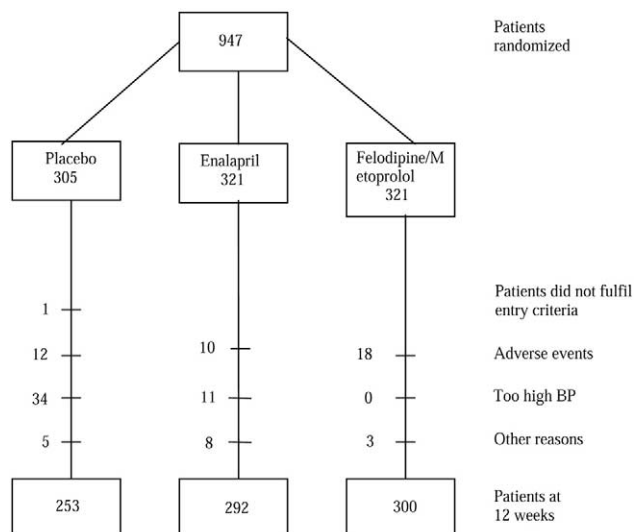 947
Patients
randomized
Placebo
305
Enalapril
321
Felodipine/M
etoprolol
321
1
Patients did not fulfil
entry criteria
12
10
18
Adverse events
34
11
0
Too high BP
5
8
3
Other reasons
253
292
300
Patients at
12 weeks